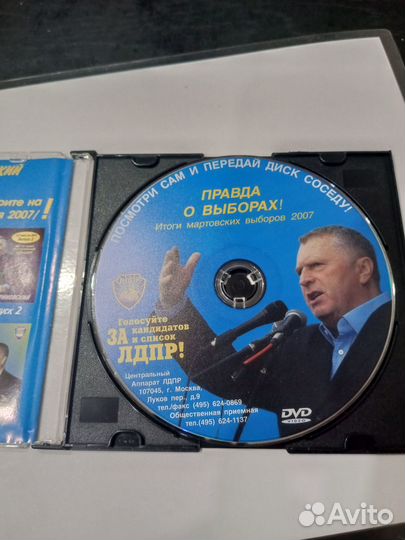 ПОСМОТРИ САМ И ПЕРЕДАЙ ДИСК СОСЕДУ!
ПРАВДА
О ВЫБОРАХ!
Итоги мартовских выборов 2007
ЛДПР
Голосуйте
ЗА кандидатов
и список
ЛДПР!
Центральный
Аппарат ЛДПР
107045, г. Москва,
Луков пер., д.9
тел./факс (495) 624-0869
Общественная приемная
тел.(495) 624-1137
DVD
VIDEO
2007/!
2
Avito